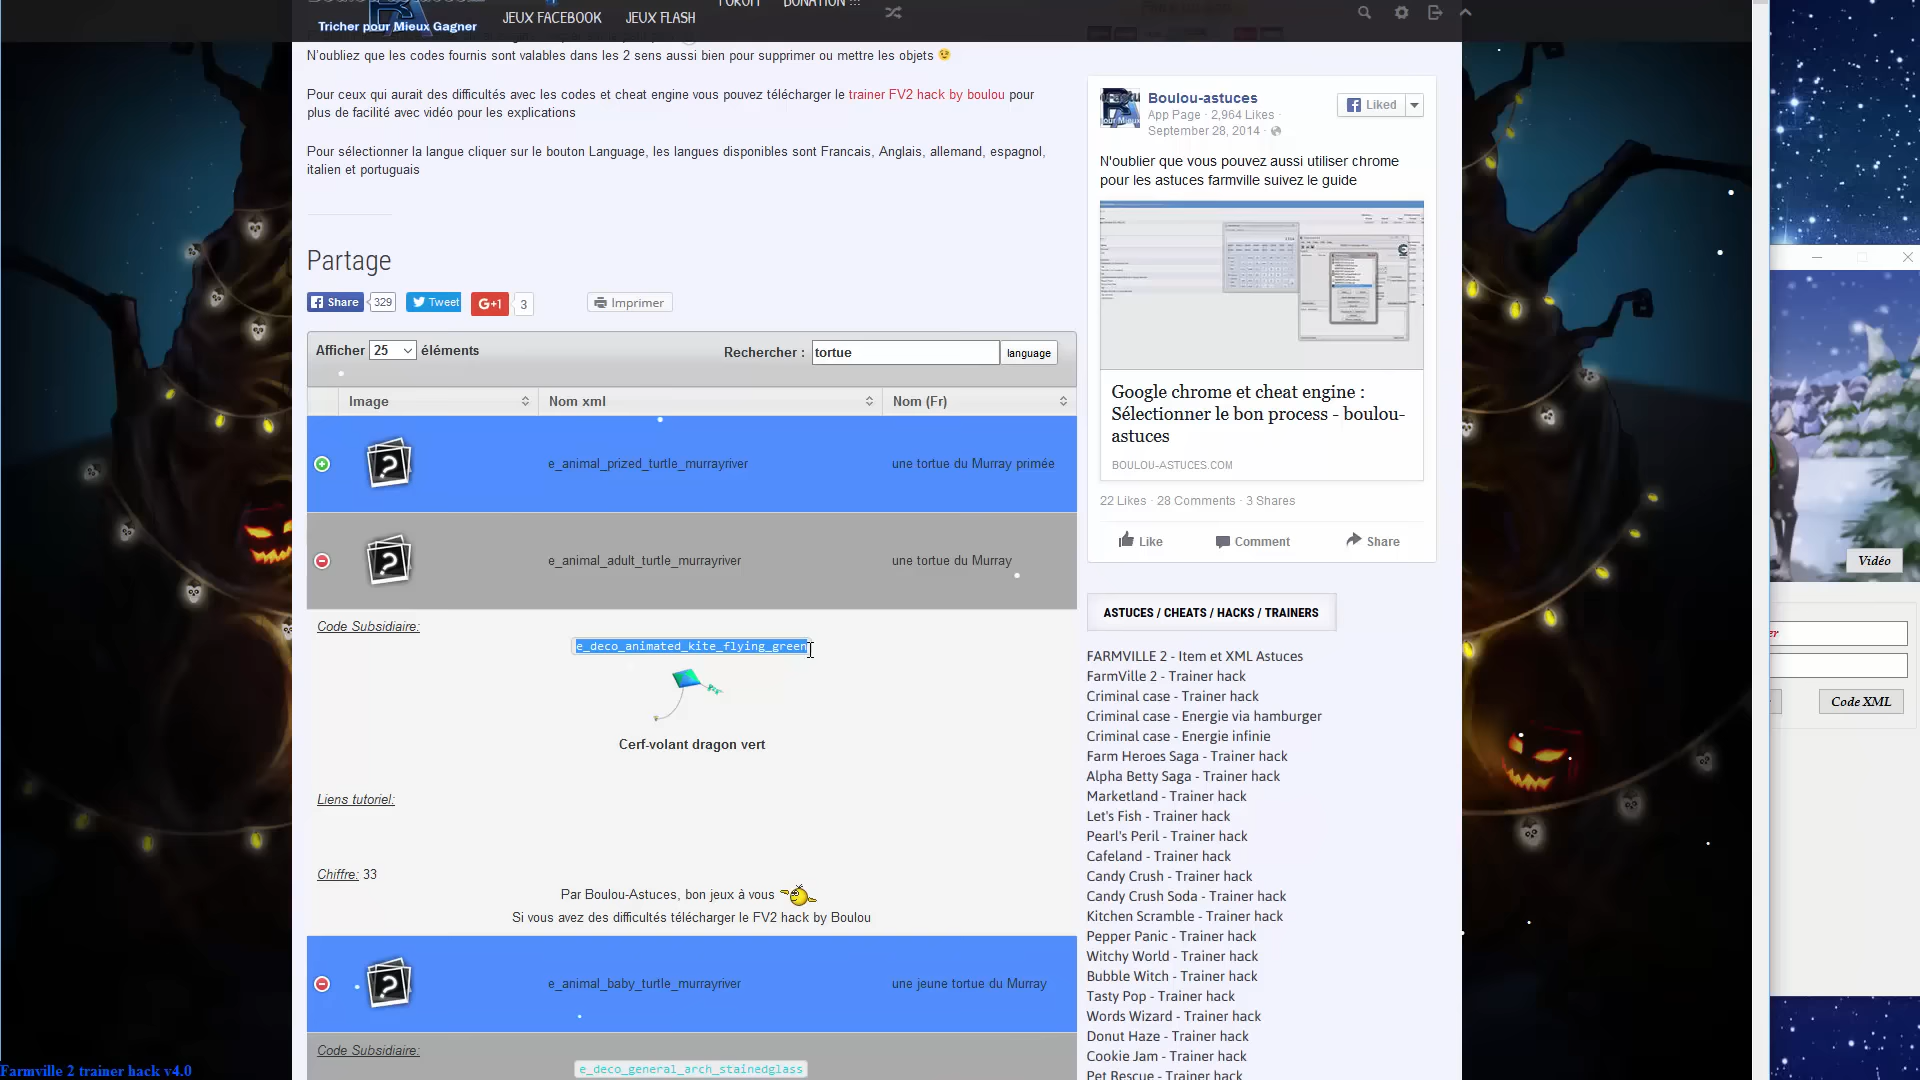 Tricher pour Mieux Gagner
JEUX FACEBOOK
JEUX FLASH
FORUM
DONATION !!!
N'oubliez que les codes fournis sont valables dans les 2 sens aussi bien pour supprimer ou mettre les objets
Pour ceux qui aurait des difficultés avec les codes et cheat engine vous pouvez télécharger le trainer FV2 hack by boulou pour
plus de facilité avec vidéo pour les explications
Pour sélectionner la langue cliquer sur le bouton Language, les langues disponibles sont Francais, Anglais, allemand, espagnol,
italien et portuguais
Partage
Share 329 Tweet G+1 3 Imprimer
Afficher 25 éléments
Rechercher : tortue language
Image Nom xml Nom (Fr)
e_animal_prized_turtle_murrayriver une tortue du Murray primée
e_animal_adult_turtle_murrayriver une tortue du Murray
Code Subsidiaire:
e_deco_animated_kite_flying_green
Cerf-volant dragon vert
Liens tutoriel:
Chiffre: 33
Par Boulou-Astuces, bon jeux à vous
Si vous avez des difficultés télécharger le FV2 hack by Boulou
e_animal_baby_turtle_murrayriver une jeune tortue du Murray
Code Subsidiaire:
e_deco_general_arch_stainedglass
Boulou-astuces
App Page · 2,964 Likes ·
September 28, 2014 ·
Liked
N'oublier que vous pouvez aussi utiliser chrome
pour les astuces farmville suivez le guide
Google chrome et cheat engine :
Sélectionner le bon process - boulou-
astuces
BOULOU-ASTUCES.COM
22 Likes · 28 Comments · 3 Shares
Like Comment Share
ASTUCES / CHEATS / HACKS / TRAINERS
FARMVILLE 2 - Item et XML Astuces
FarmVille 2 - Trainer hack
Criminal case - Trainer hack
Criminal case - Energie via hamburger
Criminal case - Energie infinie
Farm Heroes Saga - Trainer hack
Alpha Betty Saga - Trainer hack
Marketland - Trainer hack
Let's Fish - Trainer hack
Pearl's Peril - Trainer hack
Cafeland - Trainer hack
Candy Crush - Trainer hack
Candy Crush Soda - Trainer hack
Kitchen Scramble - Trainer hack
Pepper Panic - Trainer hack
Witchy World - Trainer hack
Bubble Witch - Trainer hack
Tasty Pop - Trainer hack
Words Wizard - Trainer hack
Donut Haze - Trainer hack
Cookie Jam - Trainer hack
Pet Rescue - Trainer hack
Vidéo
er
Code XML
Farmville 2 trainer hack v4.0